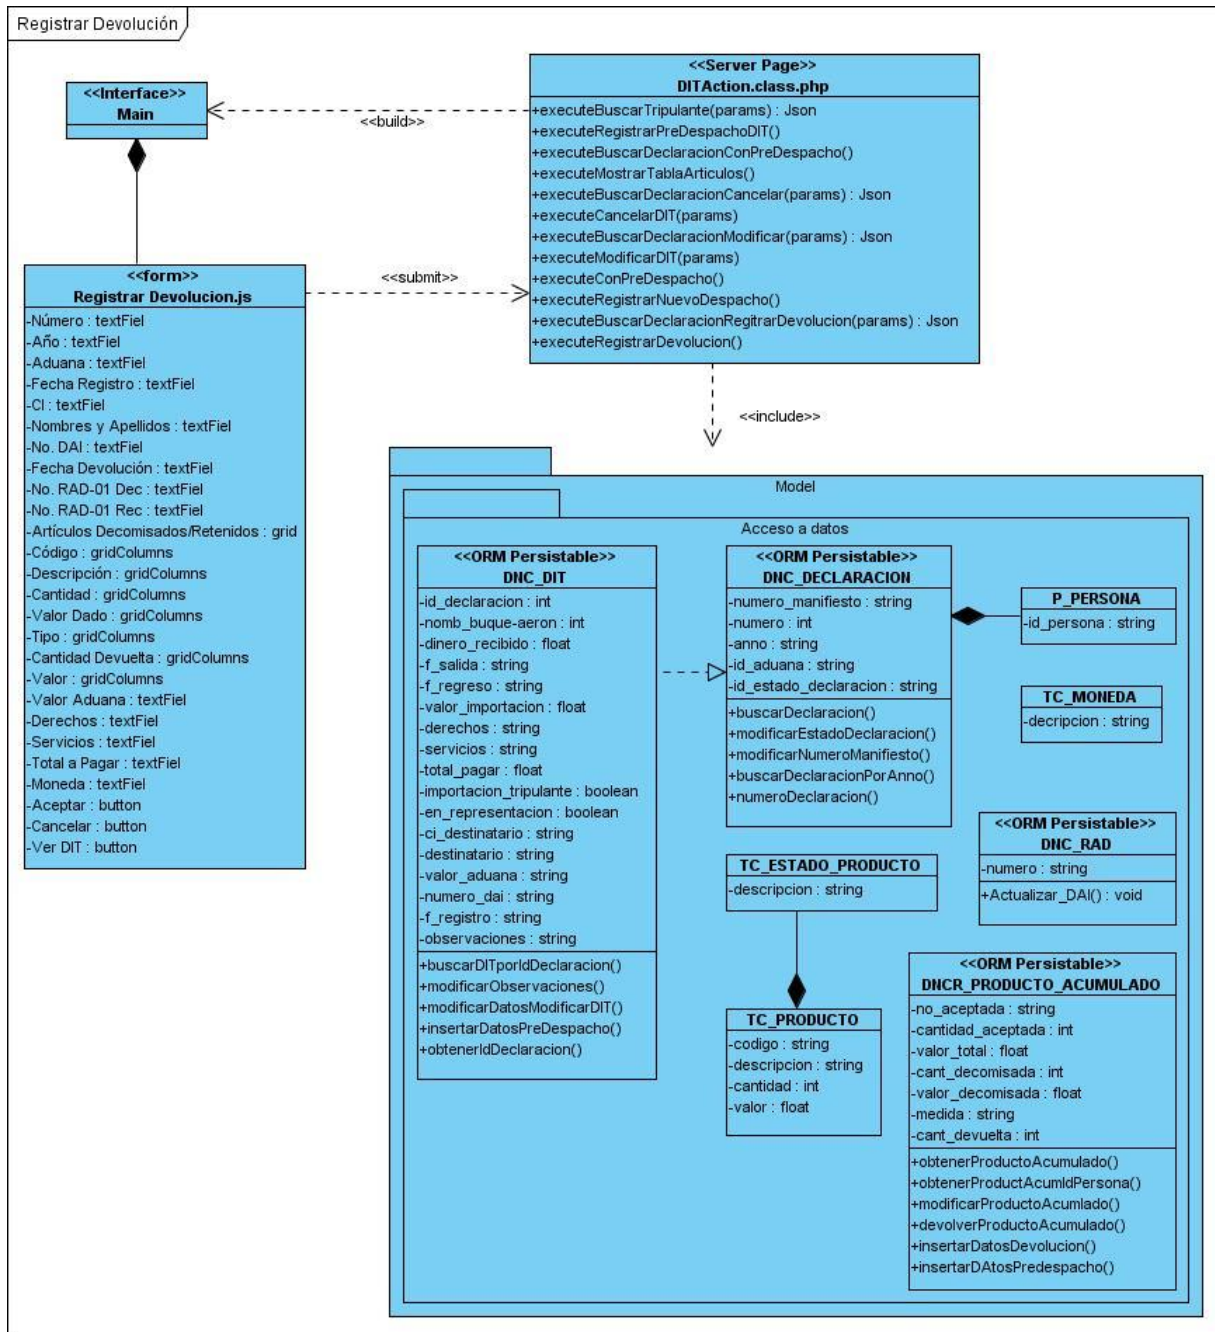 Registrar Devolución
<<Interface>>
Main
<<build>>
<<Server Page>>
DITAction.class.php
+executeBuscarTripulante(params) : Json
+executeRegistrarPreDespachoDIT()
+executeBuscarDeclaracionConPreDespacho()
+executeMostrarTablaArticulos()
+executeBuscarDeclaracionCancelar(params) : Json
+executeCancelarDIT(params)
+executeBuscarDeclaracionModificar(params) : Json
+executeModificarDIT(params)
+executeConPreDespacho()
+executeRegistrarNuevoDespacho()
+executeBuscarDeclaracionRegitrarDevolucion(params) : Json
+executeRegistrarDevolucion()
<<submit>>
<<form>>
Registrar Devolucion.js
-Número : textFiel
-Año : textFiel
-Aduana : textFiel
-Fecha Registro : textFiel
-CI : textFiel
-Nombres y Apellidos : textFiel
-No. DAI : textFiel
-Fecha Devolución : textFiel
-No. RAD-01 Dec : textFiel
-No. RAD-01 Rec : textFiel
-Artículos Decomisados/Retenidos : grid
-Código : gridColumns
-Descripción : gridColumns
-Cantidad : gridColumns
-Valor Dado : gridColumns
-Tipo : gridColumns
-Cantidad Devuelta : gridColumns
-Valor : gridColumns
-Valor Aduana : textFiel
-Derechos : textFiel
-Servicios : textFiel
-Total a Pagar : textFiel
-Moneda : textFiel
-Aceptar : button
-Cancelar : button
-Ver DIT : button
<<include>>
Model
Acceso a datos
<<ORM Persistable>>
DNC_DIT
-id_declaracion : int
-nomb_buque-aeron : int
-dinero_recibido : float
-f_salida : string
-f_regreso : string
-valor_importacion : float
-derechos : string
-servicios : string
-total_pagar : float
-importacion_tripulante : boolean
-en_representacion : boolean
-ci_destinatario : string
-destinatario : string
-valor_aduana : string
-numero_dai : string
-f_registro : string
-observaciones : string
+buscarDITporIdDeclaracion()
+modificarObservaciones()
+modificarDatosModificarDIT()
+insertarDatosPreDespacho()
+obtenerIdDeclaracion()
<<ORM Persistable>>
DNC_DECLARACION
-numero_manifiesto : string
-numero : int
-anno : string
-id_aduana : string
-id_estado_declaracion : string
+buscarDeclaracion()
+modificarEstadoDeclaracion()
+modificarNumeroManifiesto()
+buscarDeclaracionPorAnno()
+numeroDeclaracion()
P_PERSONA
-id_persona : string
TC_MONEDA
-decripcion : string
<<ORM Persistable>>
DNC_RAD
-numero : string
+Actualizar_DAI() : void
TC_ESTADO_PRODUCTO
-descripcion : string
TC_PRODUCTO
-codigo : string
-descripcion : string
-cantidad : int
-valor : float
<<ORM Persistable>>
DNCR_PRODUCTO_ACUMULADO
-no_aceptada : string
-cantidad_aceptada : int
-valor_total : float
-cant_decomisada : int
-valor_decomisada : float
-medida : string
-cant_devuelta : int
+obtenerProductoAcumulado()
+obtenerProductAcumIdPersona()
+modificarProductoAcumlado()
+devolverProductoAcumulado()
+insertarDatosDevolucion()
+insertarDAtosPredespacho()